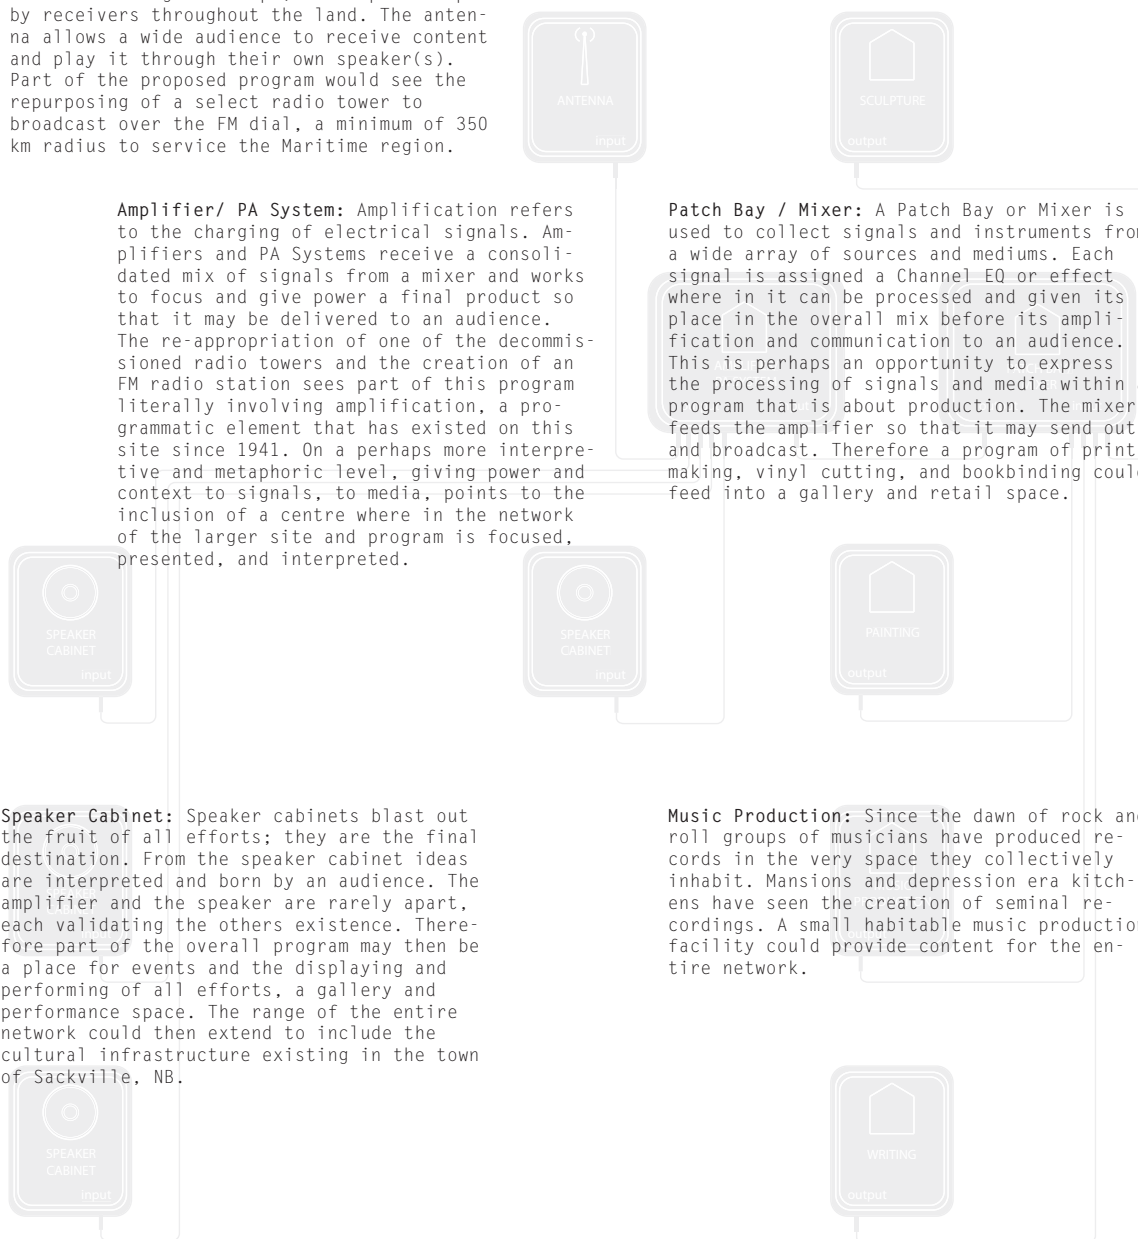 by receivers throughout the land. The anten-
na allows a wide audience to receive content
and play it through their own speaker(s).
Part of the proposed program would see the
repurposing of a select radio tower to
broadcast over the FM dial, a minimum of 350
km radius to service the Maritime region.
ANTENNA
input
SCULPTURE
output
Amplifier/ PA System: Amplification refers
to the charging of electrical signals. Am-
plifiers and PA Systems receive a consoli-
dated mix of signals from a mixer and works
to focus and give power a final product so
that it may be delivered to an audience.
The re-appropriation of one of the decommis-
sioned radio towers and the creation of an
FM radio station sees part of this program
literally involving amplification, a pro-
grammatic element that has existed on this
site since 1941. On a perhaps more interpre-
tive and metaphoric level, giving power and
context to signals, to media, points to the
inclusion of a centre where in the network
of the larger site and program is focused,
presented, and interpreted.
Patch Bay / Mixer: A Patch Bay or Mixer is
used to collect signals and instruments from
a wide array of sources and mediums. Each
signal is assigned a Channel EQ or effect
where in it can be processed and given its
place in the overall mix before its ampli-
fication and communication to an audience.
This is perhaps an opportunity to express
the processing of signals and media within
program that is about production. The mixer
feeds the amplifier so that it may send out
and broadcast. Therefore a program of print
making, vinyl cutting, and bookbinding could
feed into a gallery and retail space.
SPEAKER
CABINET
input
SPEAKER
CABINET
input
PAINTING
output
Speaker Cabinet: Speaker cabinets blast out
the fruit of all efforts; they are the final
destination. From the speaker cabinet ideas
are interpreted and born by an audience. The
amplifier and the speaker are rarely apart,
each validating the others existence. There-
fore part of the overall program may then be
a place for events and the displaying and
performing of all efforts, a gallery and
performance space. The range of the entire
network could then extend to include the
cultural infrastructure existing in the town
of Sackville, NB.
Music Production: Since the dawn of rock and
roll groups of musicians have produced re-
cords in the very space they collectively
inhabit. Mansions and depression era kitch-
ens have seen the creation of seminal re-
cordings. A small habitable music production
facility could provide content for the en-
tire network.
SPEAKER
CABINET
input
WRITING
output